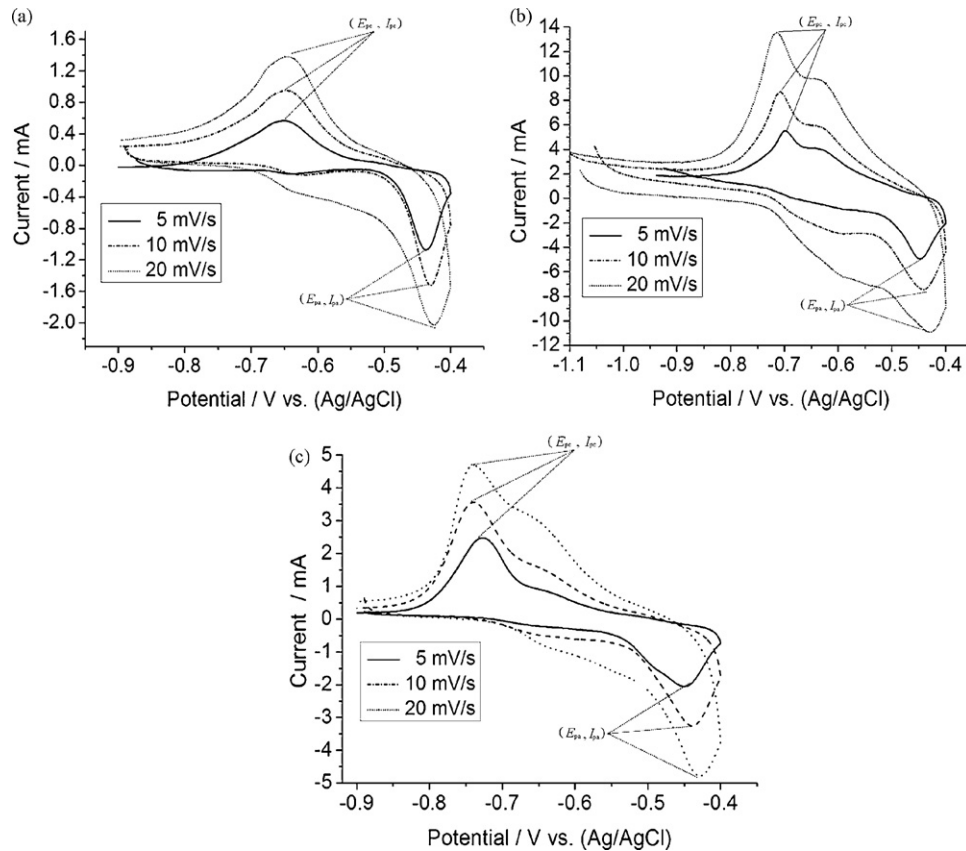 (a)
(Epc, Ipc)
1.6
1.2
0.8
0.4
0.0
-0.4
-0.8
-1.2
-1.6
-2.0
Current / mA
5 mV/s
10 mV/s
20 mV/s
(Epa, Ipa)
-0.9 -0.8 -0.7 -0.6 -0.5 -0.4
Potential / V vs. (Ag/AgCl)
(b)
(Epc, Ipc)
14
12
10
8
6
4
2
0
-2
-4
-6
-8
-10
-12
Current / mA
5 mV/s
10 mV/s
20 mV/s
(Epa, Ipa)
-1.1 -1.0 -0.9 -0.8 -0.7 -0.6 -0.5 -0.4
Potential / V vs. (Ag/AgCl)
(c)
(Epc, Ipc)
5
4
3
2
1
0
-1
-2
-3
-4
-5
Current / mA
5 mV/s
10 mV/s
20 mV/s
(Epa, Ipa)
-0.9 -0.8 -0.7 -0.6 -0.5 -0.4
Potential / V vs. (Ag/AgCl)